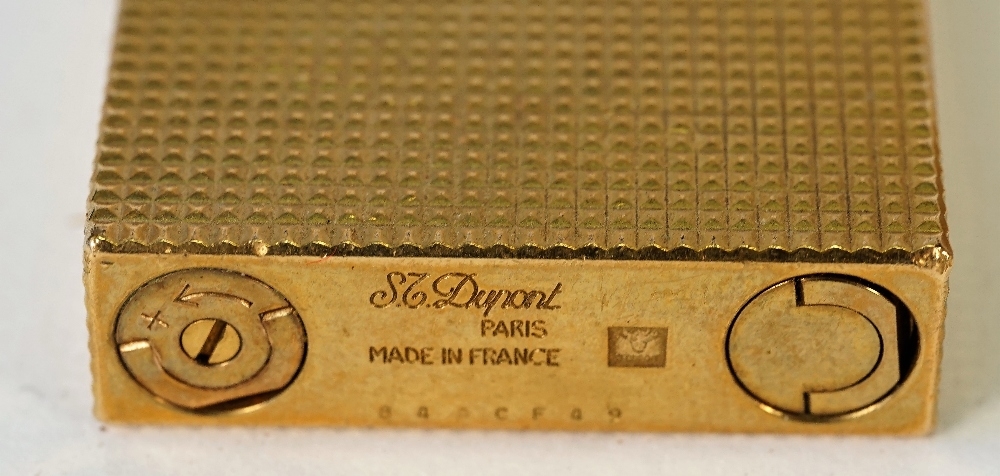 S.T. Dupont
PARIS
MADE IN FRANCE
+